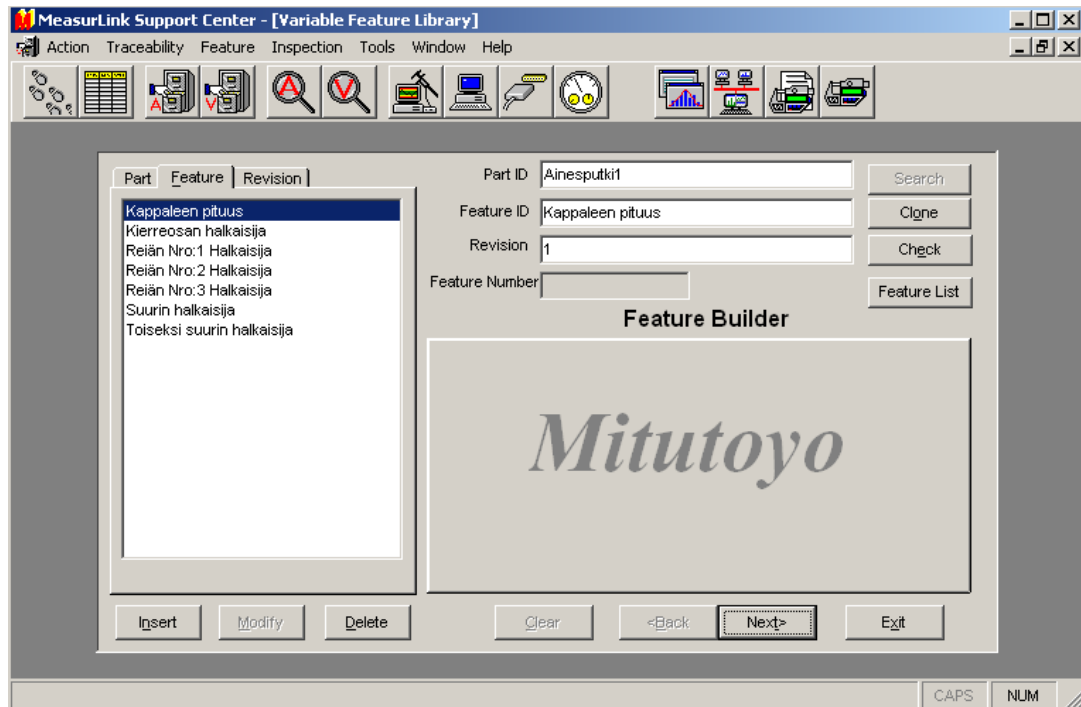 MeasurLink Support Center - [Variable Feature Library]
Action Traceability Feature Inspection Tools Window Help
A V A V
Part Feature Revision
Kappaleen pituus
Kierreosan halkaisija
Reiän Nro:1 Halkaisija
Reiän Nro:2 Halkaisija
Reiän Nro:3 Halkaisija
Suurin halkaisija
Toiseksi suurin halkaisija
Part ID Ainesputki1 Search
Feature ID Kappaleen pituus Clone
Revision 1 Check
Feature Number Feature List
Feature Builder
Mitutoyo
Insert Modify Delete Clear <Back Next> Exit
CAPS NUM